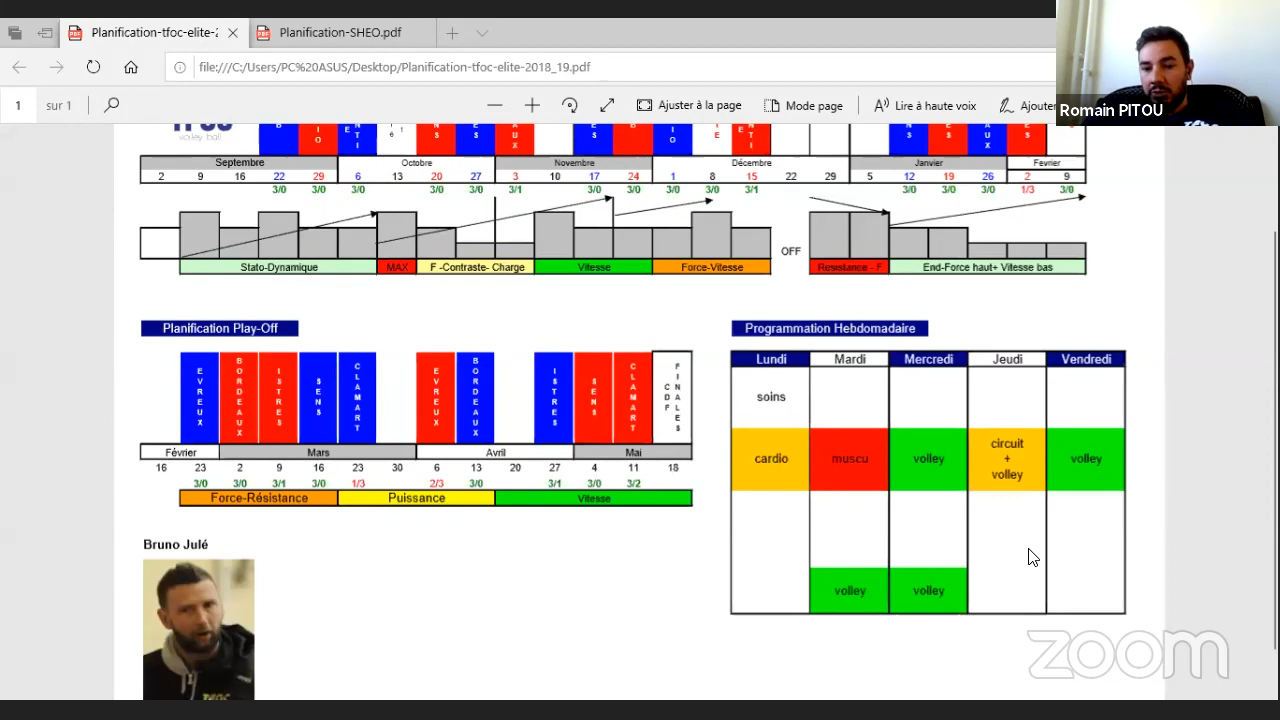 Planification-tfoc-elite-2
Planification-SHEO.pdf
file:///C:/Users/PC%20ASUS/Desktop/Planification-tfoc-elite-2018_19.pdf
1 sur 1
Ajuster à la page
Mode page
Lire à haute voix
Ajouter
Romain PITOU
volley ball
Septembre Octobre Novembre Décembre Janvier Fevrier
2 9 16 22 29 6 13 20 27 3 10 17 24 1 8 15 22 29 5 12 19 26 2 9
3/0 3/0 3/0 3/0 3/0 3/1 3/0 3/0 3/0 3/0 3/1 3/0 3/0 3/0 1/3 3/0
OFF
Stato-Dynamique MAX F -Contraste- Charge Vitesse Force-Vitesse Resistance - F End-Force haut+ Vitesse bas
Planification Play-Off
EVREUX BORDEAUX ISTRES SENS CLAMART EVREUX BORDEAUX ISTRES SENS CLAMART CDF FINALES
Février Mars Avril Mai
16 23 2 9 16 23 30 6 13 20 27 4 11 18
3/0 3/0 3/1 3/0 1/3 2/3 3/0 3/1 3/0 3/2
Force-Résistance Puissance Vitesse
Programmation Hebdomadaire
Lundi Mardi Mercredi Jeudi Vendredi
soins
cardio muscu volley circuit + volley volley
volley volley
Bruno Julé
zoom